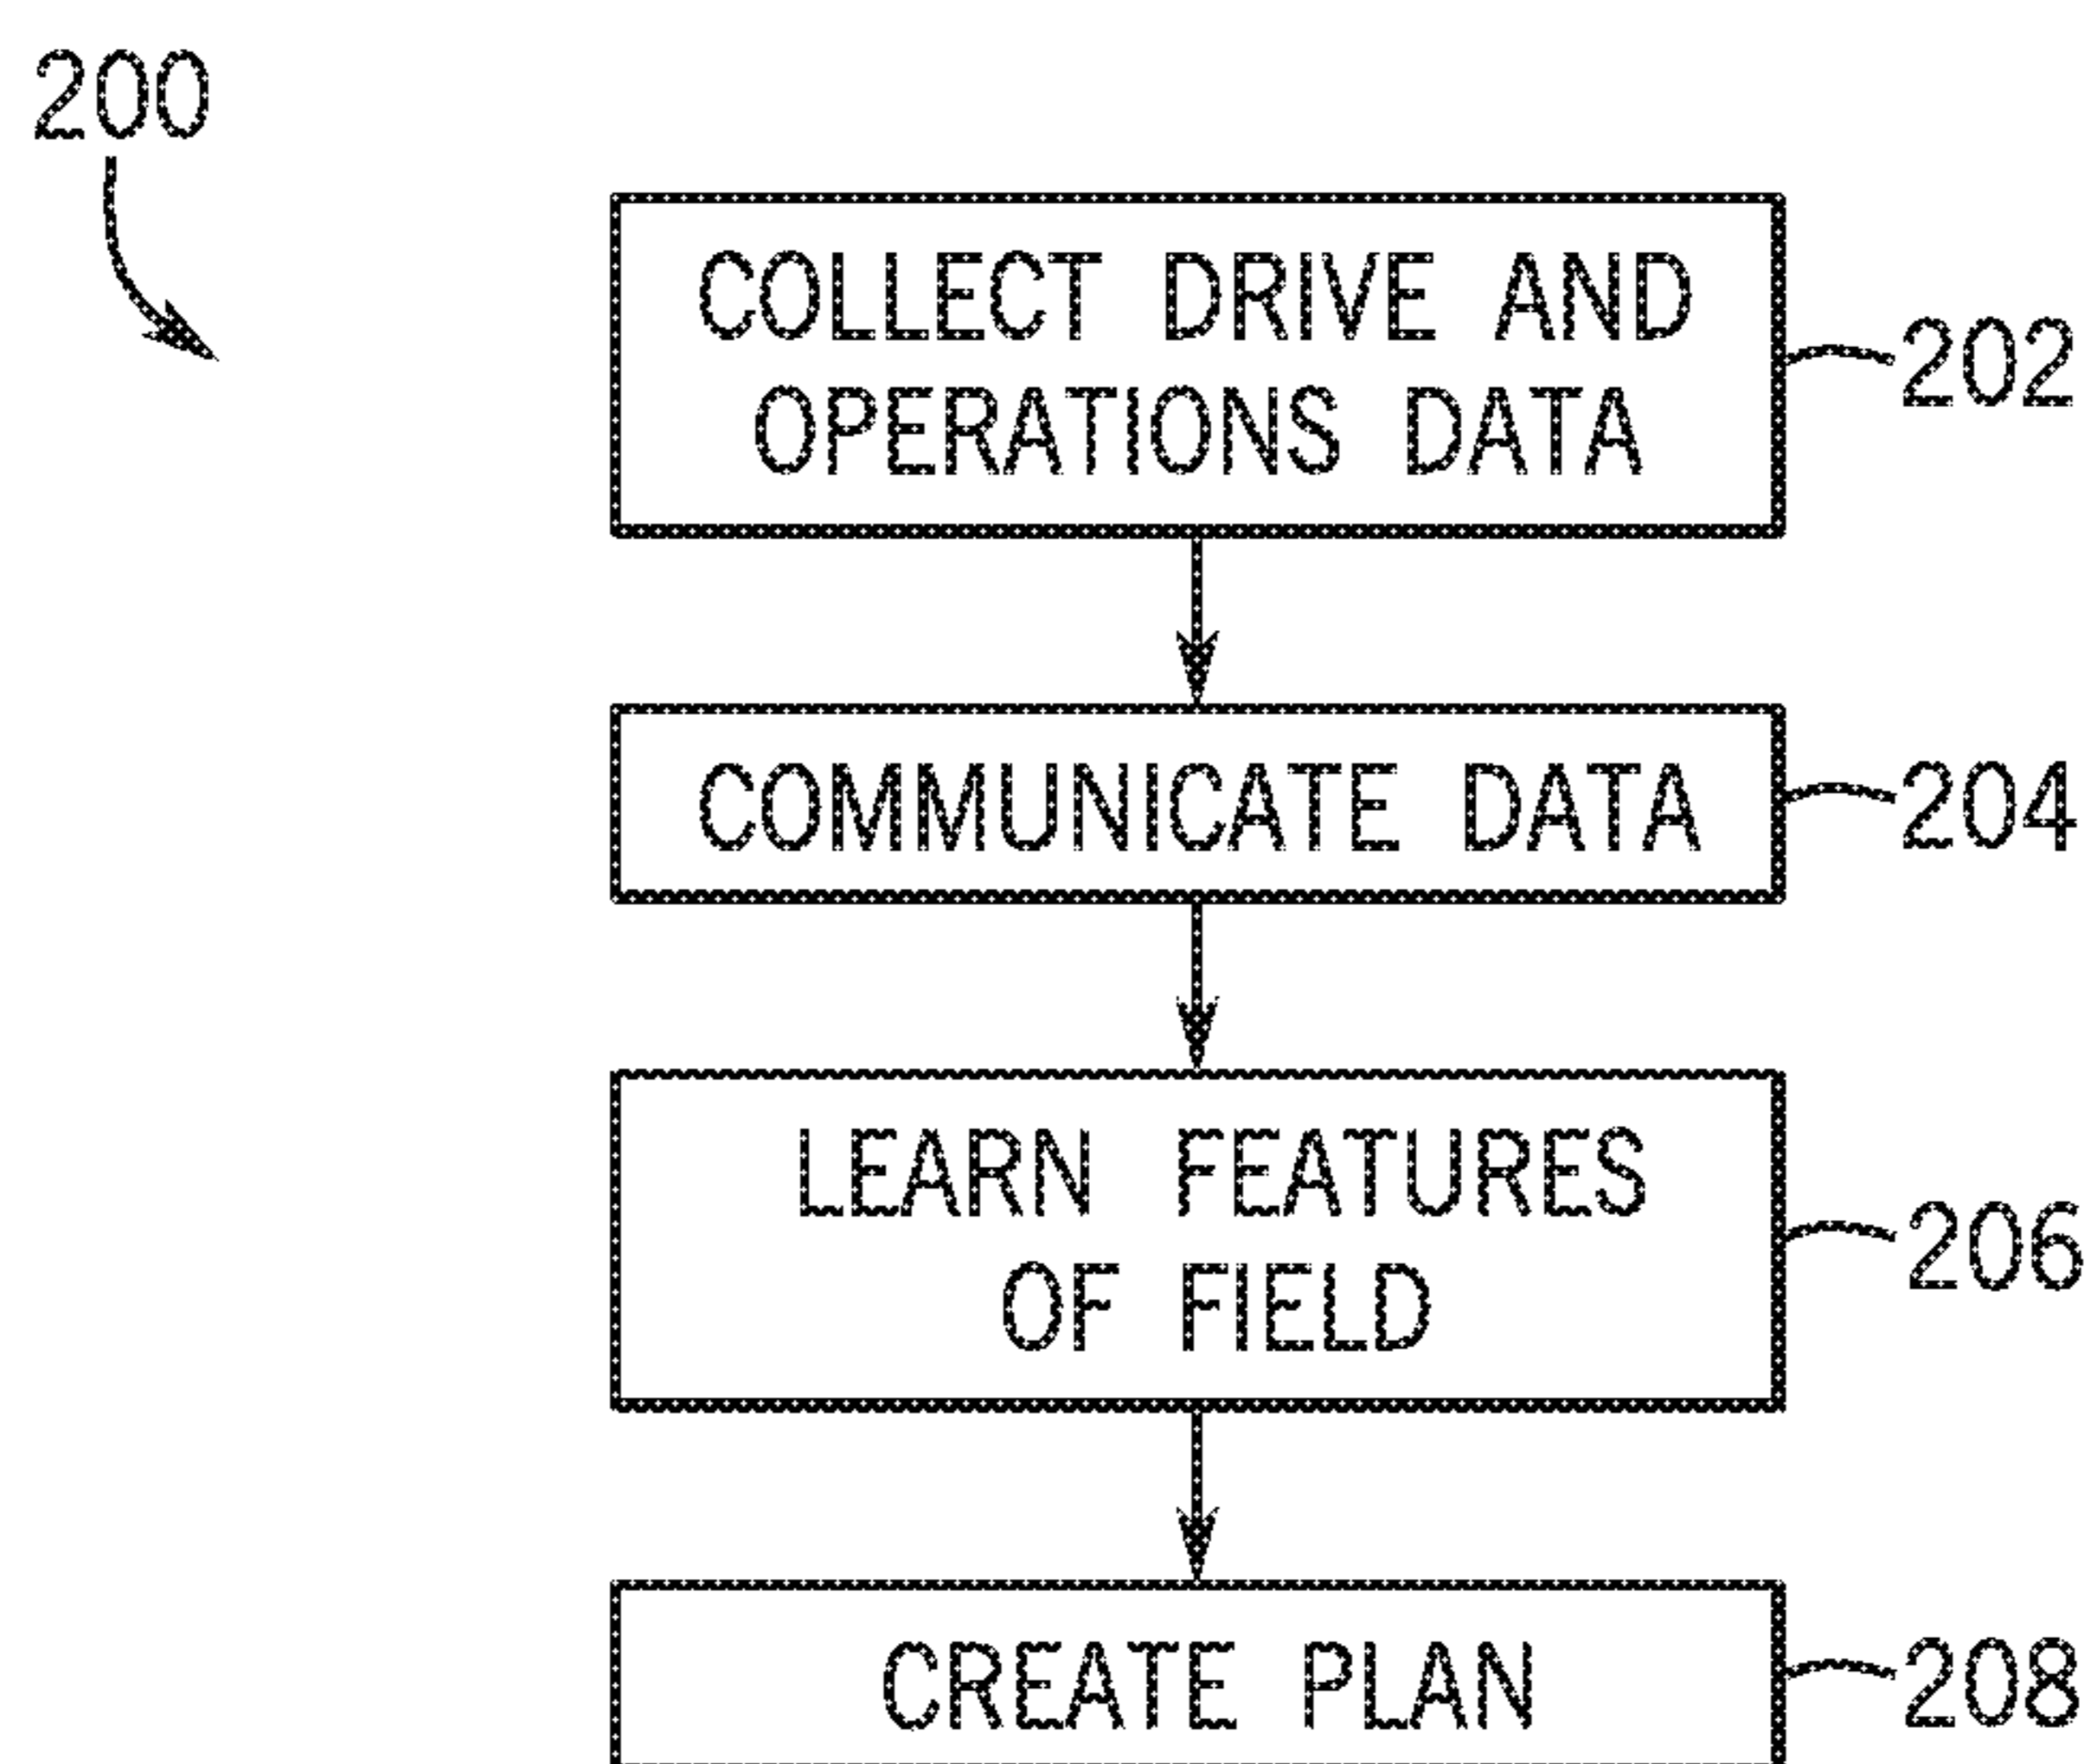 200
COLLECT DRIVE AND
OPERATIONS DATA
202
COMMUNICATE DATA
204
LEARN FEATURES
OF FIELD
206
CREATE PLAN
208